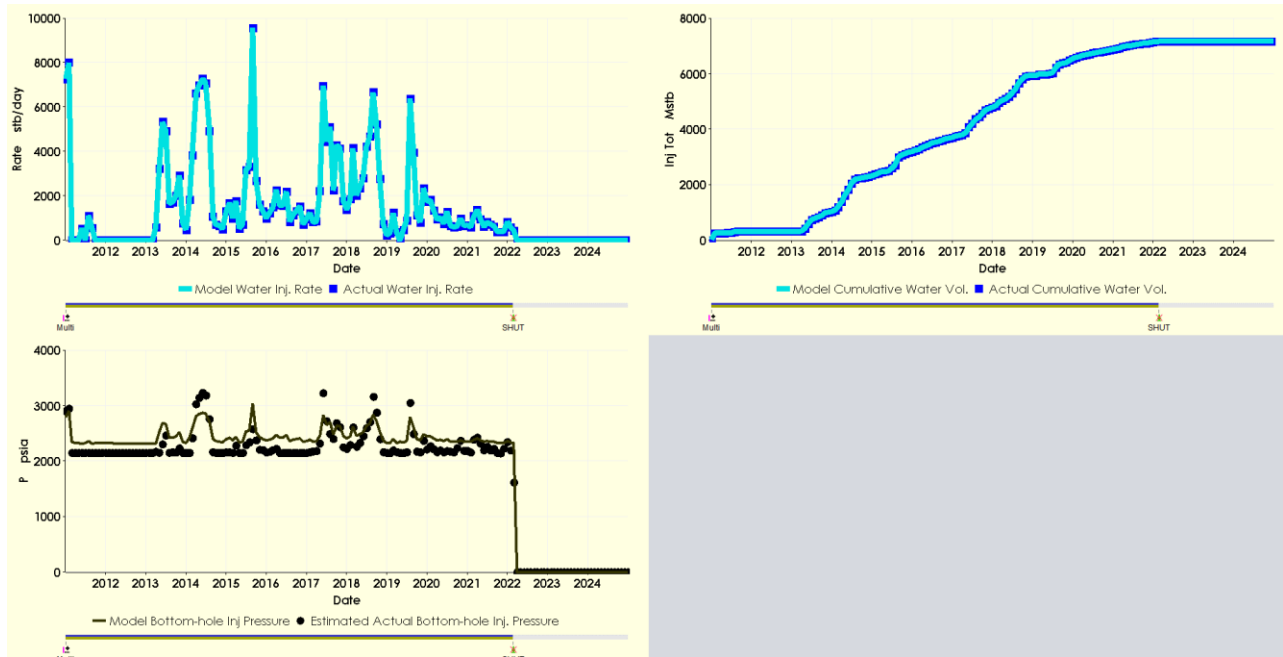 10000
8000
6000
4000
2000
0
Rate stb/day
2012 2013 2014 2015 2016 2017 2018 2019 2020 2021 2022 2023 2024
Date
Model Water Inj. Rate Actual Water Inj. Rate
Multi SHUT
8000
6000
4000
2000
0
Inj Tot Mstb
2012 2013 2014 2015 2016 2017 2018 2019 2020 2021 2022 2023 2024
Date
Model Cumulative Water Vol. Actual Cumulative Water Vol.
Multi SHUT
4000
3000
2000
1000
0
P psia
2012 2013 2014 2015 2016 2017 2018 2019 2020 2021 2022 2023 2024
Date
Model Bottom-hole Inj Pressure Estimated Actual Bottom-hole Inj. Pressure
SHUT